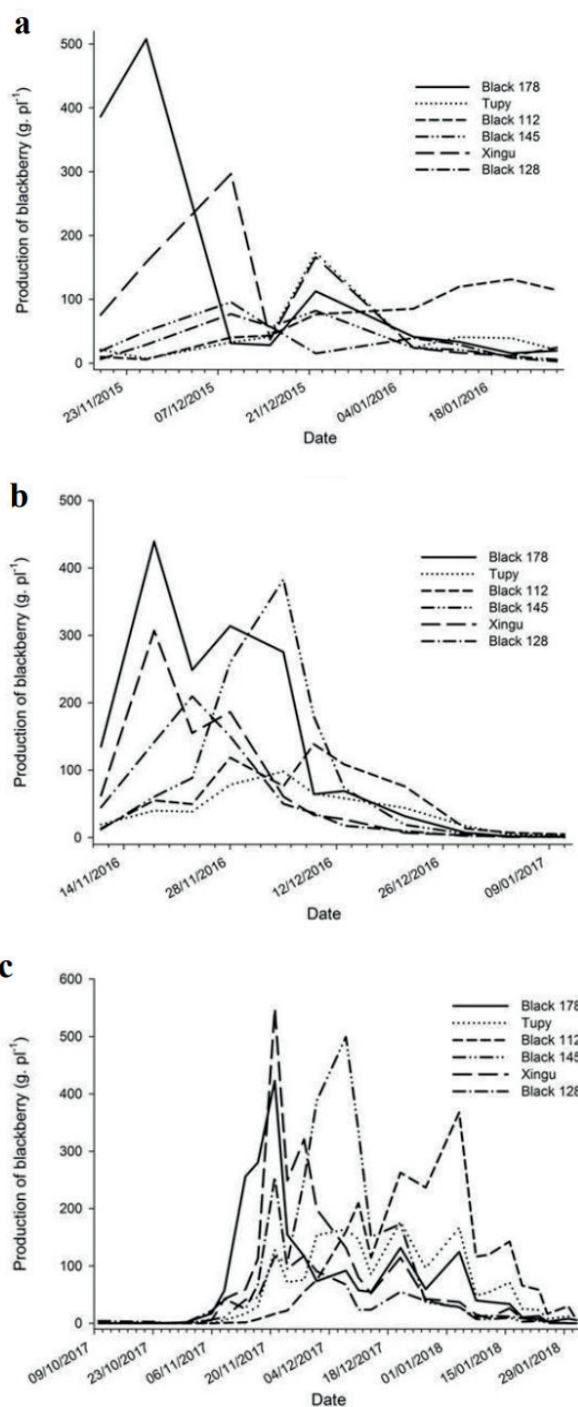 a
Production of blackberry (g. pl⁻¹)
500
400
300
200
100
0
Black 178
Tupy
Black 112
Black 145
Xingu
Black 128
23/11/2015
07/12/2015
21/12/2015
04/01/2016
18/01/2016
Date
b
Production of blackberry (g. pl⁻¹)
500
400
300
200
100
0
Black 178
Tupy
Black 112
Black 145
Xingu
Black 128
14/11/2016
28/11/2016
12/12/2016
26/12/2016
09/01/2017
Date
c
Production of blackberry (g. pl⁻¹)
600
500
400
300
200
100
0
Black 178
Tupy
Black 112
Black 145
Xingu
Black 128
09/10/2017
23/10/2017
06/11/2017
20/11/2017
04/12/2017
18/12/2017
01/01/2018
15/01/2018
29/01/2018
Date